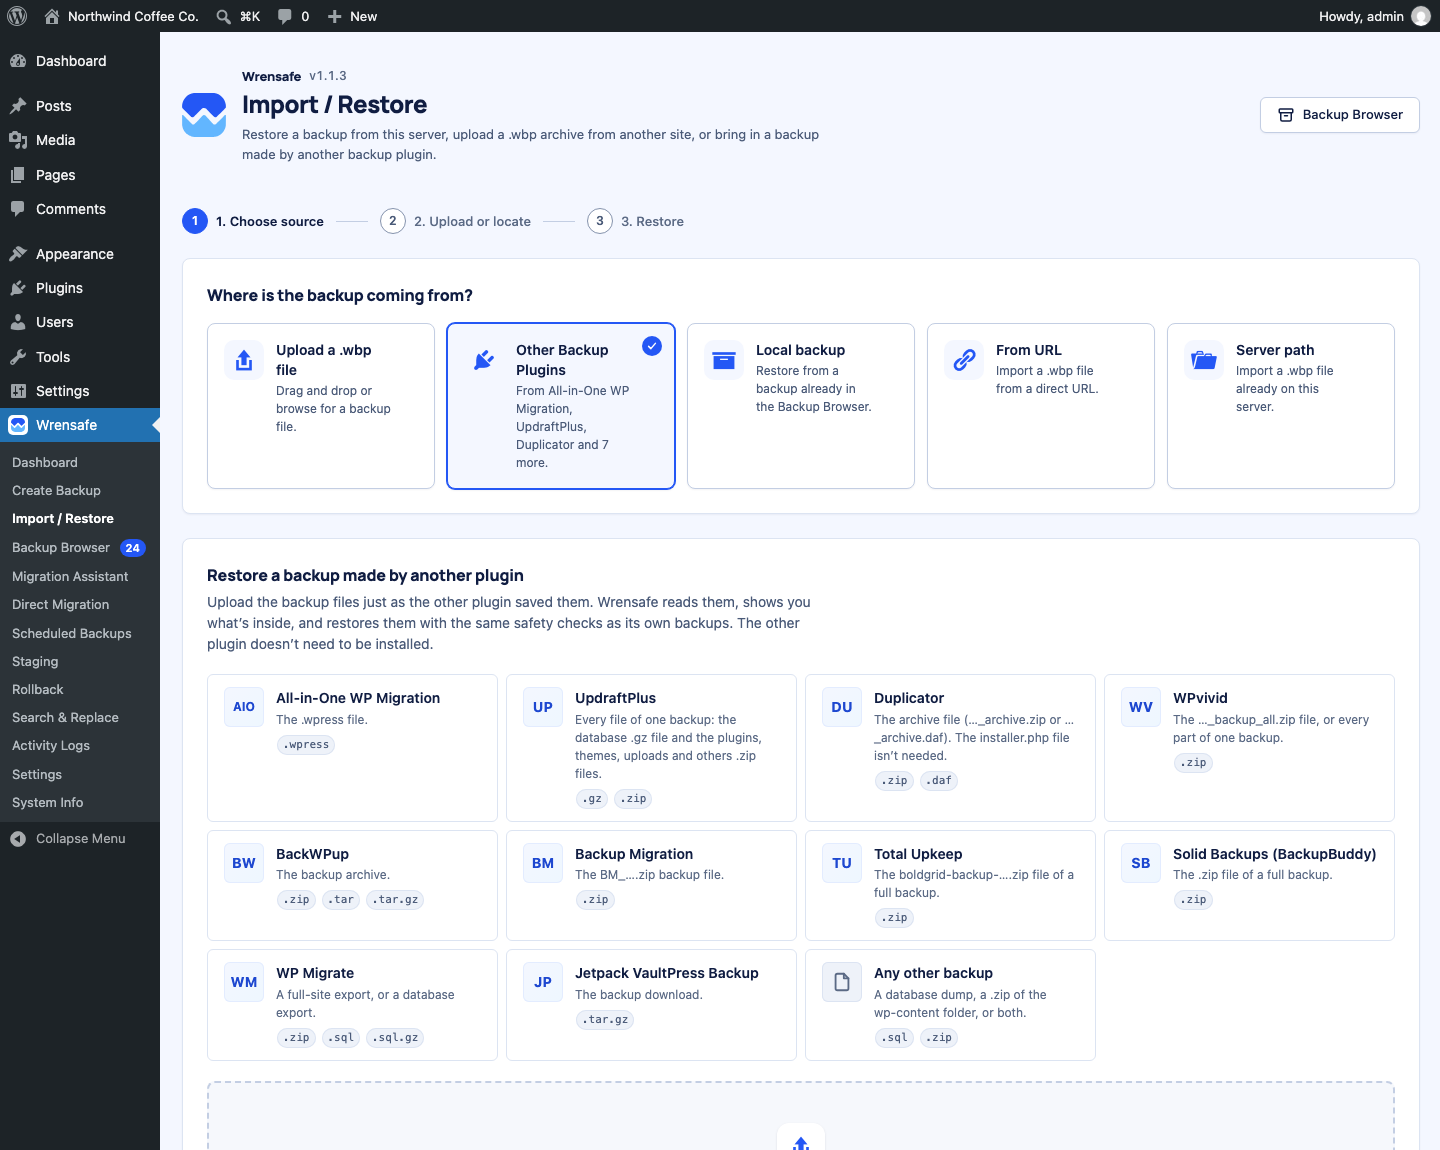 Northwind Coffee Co.
⌘K
0
New
Howdy, admin
Dashboard
Posts
Media
Pages
Comments
Appearance
Plugins
Users
Tools
Settings
Wrensafe
Dashboard
Create Backup
Import / Restore
Backup Browser 24
Migration Assistant
Direct Migration
Scheduled Backups
Staging
Rollback
Search & Replace
Activity Logs
Settings
System Info
Collapse Menu
Wrensafe v1.1.3
Import / Restore
Restore a backup from this server, upload a .wbp archive from another site, or bring in a backup
made by another backup plugin.
Backup Browser
1 1. Choose source
2 2. Upload or locate
3 3. Restore
Where is the backup coming from?
Upload a .wbp
file
Drag and drop or
browse for a backup
file.
Other Backup
Plugins
From All-in-One WP
Migration,
UpdraftPlus,
Duplicator and 7
more.
Local backup
Restore from a
backup already in
the Backup Browser.
From URL
Import a .wbp file
from a direct URL.
Server path
Import a .wbp file
already on this
server.
Restore a backup made by another plugin
Upload the backup files just as the other plugin saved them. Wrensafe reads them, shows you
what’s inside, and restores them with the same safety checks as its own backups. The other
plugin doesn’t need to be installed.
AIO
All-in-One WP Migration
The .wpress file.
.wpress
UP
UpdraftPlus
Every file of one backup: the
database .gz file and the plugins,
themes, uploads and others .zip
files.
.gz .zip
DU
Duplicator
The archive file (…_archive.zip or …
_archive.daf). The installer.php file
isn’t needed.
.zip .daf
WV
WPvivid
The …_backup_all.zip file, or every
part of one backup.
.zip
BW
BackWPup
The backup archive.
.zip .tar .tar.gz
BM
Backup Migration
The BM_….zip backup file.
.zip
TU
Total Upkeep
The boldgrid-backup-….zip file of a
full backup.
.zip
SB
Solid Backups (BackupBuddy)
The .zip file of a full backup.
.zip
WM
WP Migrate
A full-site export, or a database
export.
.zip .sql .sql.gz
JP
Jetpack VaultPress Backup
The backup download.
.tar.gz
Any other backup
A database dump, a .zip of the
wp-content folder, or both.
.sql .zip